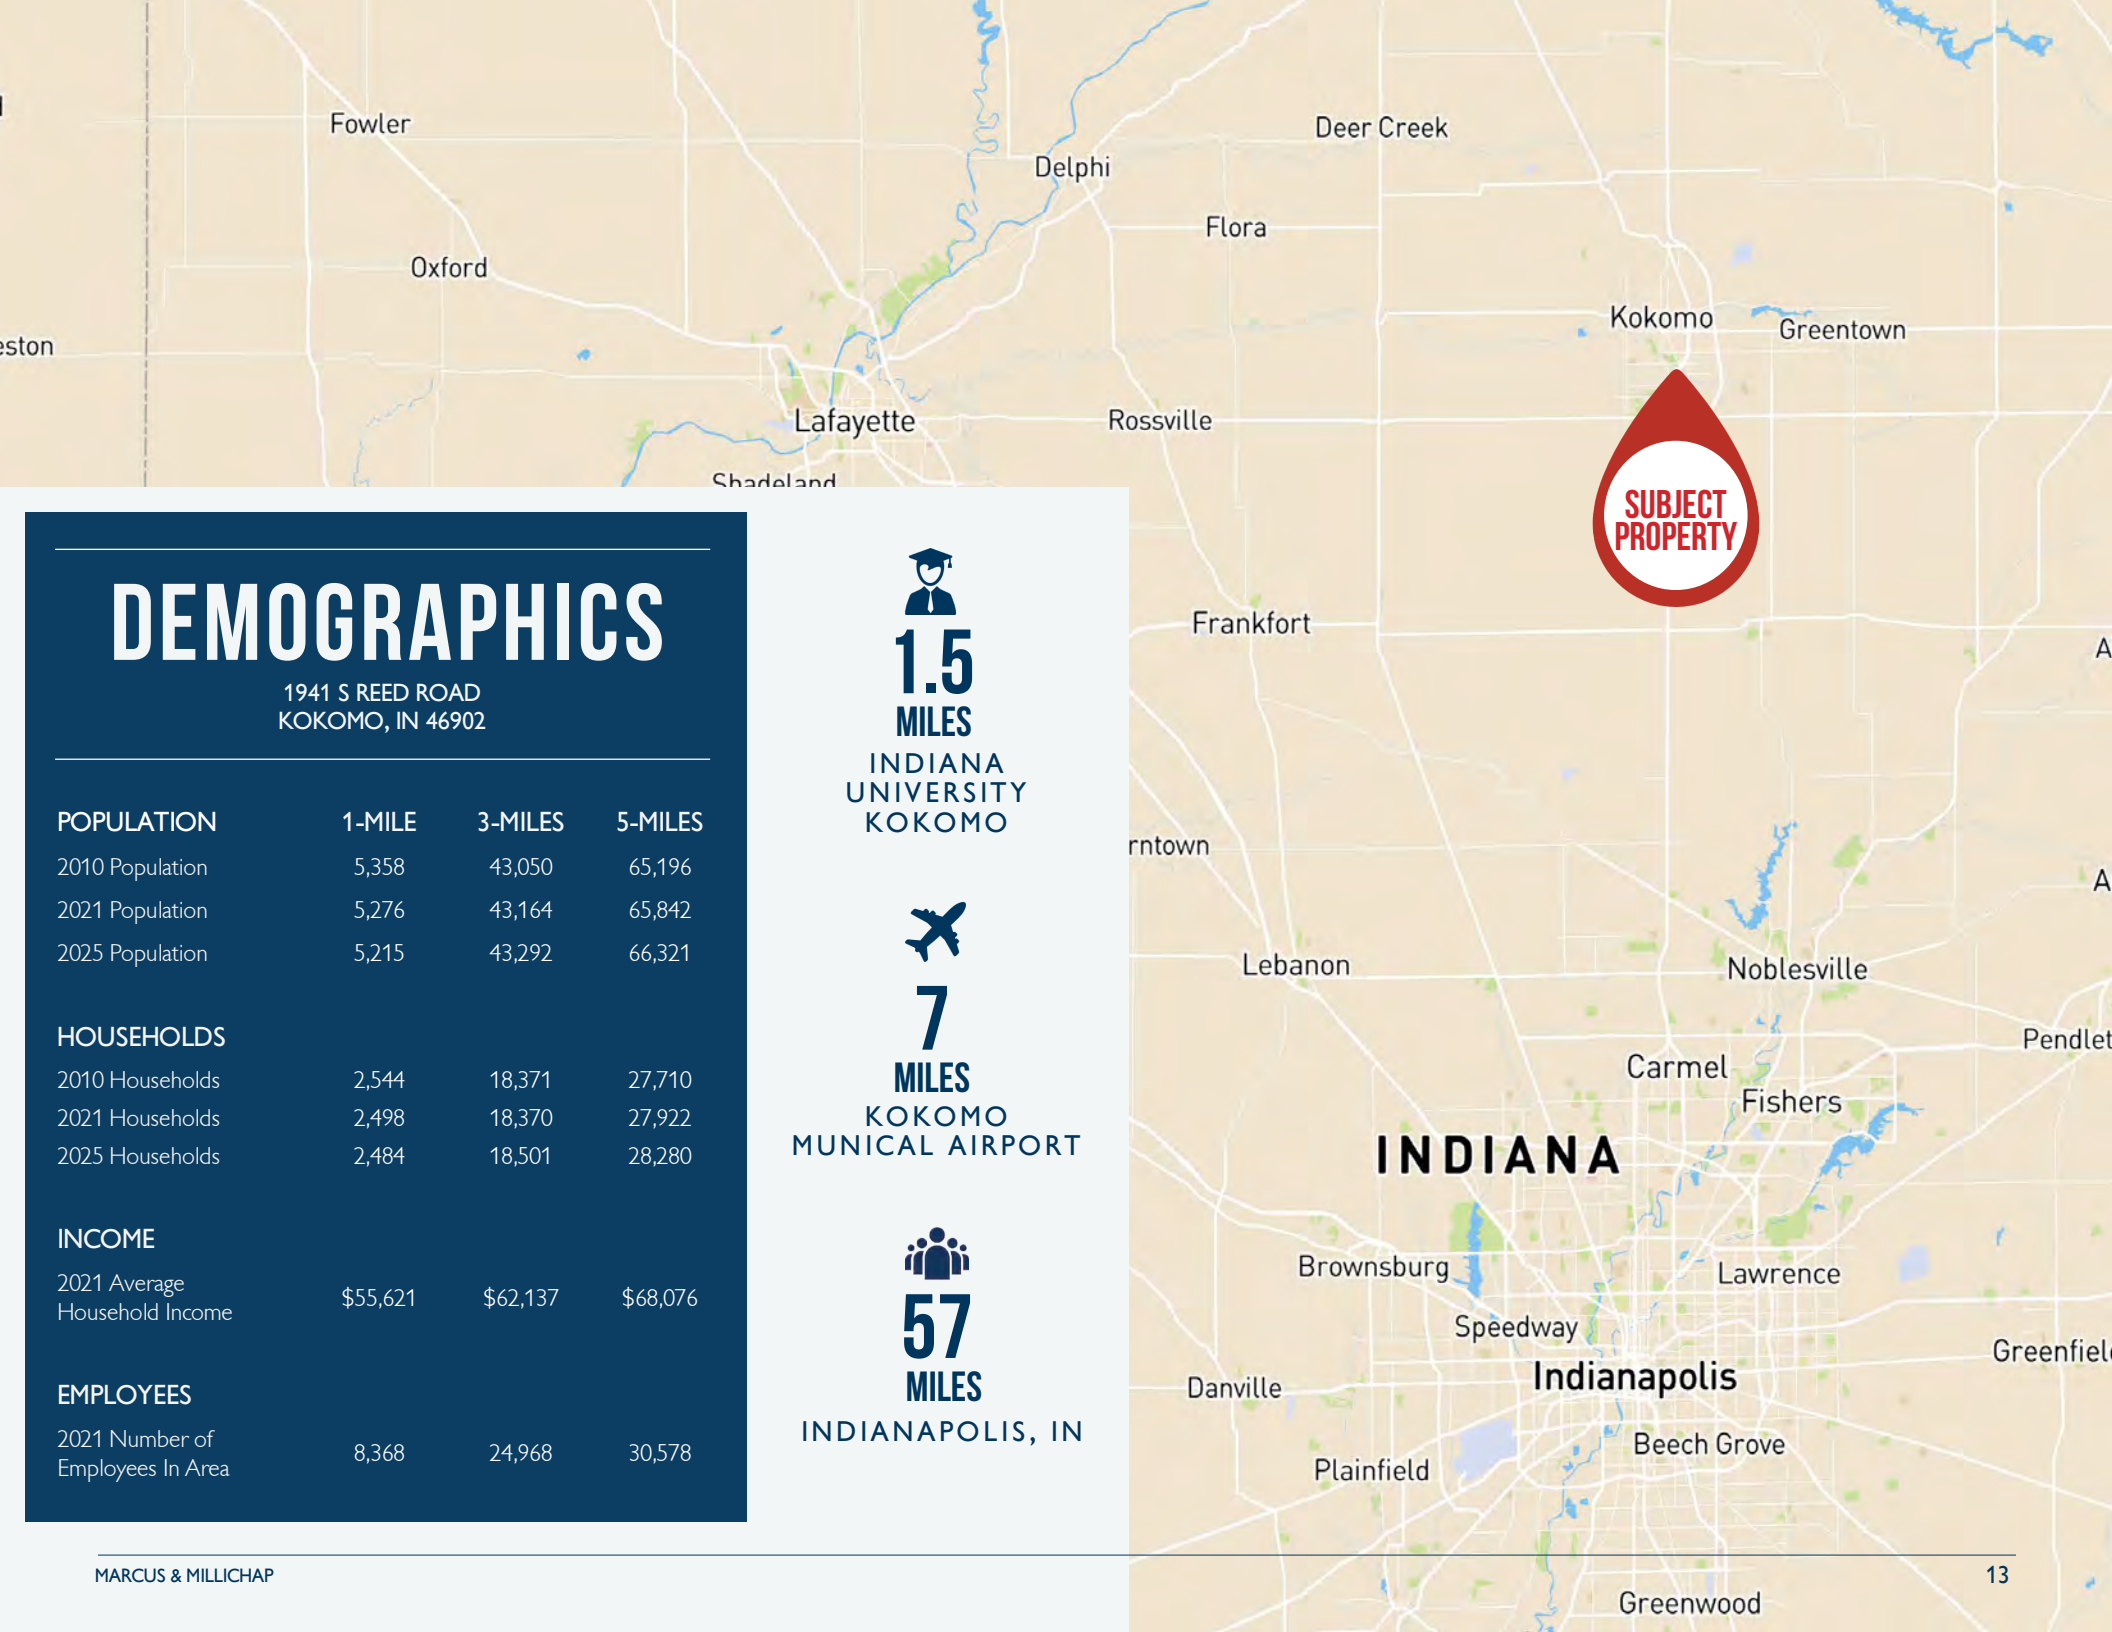 Fowler
Deer Creek
Delphi
Flora
Oxford
Kokomo
Greentown
eston
Lafayette
Rossville
Shadeland
SUBJECT
PROPERTY
Frankfort
DEMOGRAPHICS
1941 S REED ROAD
KOKOMO, IN 46902
POPULATION 1-MILE 3-MILES 5-MILES
2010 Population 5,358 43,050 65,196
2021 Population 5,276 43,164 65,842
2025 Population 5,215 43,292 66,321
HOUSEHOLDS
2010 Households 2,544 18,371 27,710
2021 Households 2,498 18,370 27,922
2025 Households 2,484 18,501 28,280
INCOME
2021 Average
Household Income $55,621 $62,137 $68,076
EMPLOYEES
2021 Number of
Employees In Area 8,368 24,968 30,578
1.5
MILES
INDIANA
UNIVERSITY
KOKOMO
7
MILES
KOKOMO
MUNICAL AIRPORT
57
MILES
INDIANAPOLIS, IN
A
rntown
A
Lebanon
Noblesville
Pendlet
Carmel
Fishers
INDIANA
Brownsburg
Lawrence
Speedway
Greenfiel
Indianapolis
Danville
Beech Grove
Plainfield
Greenwood
MARCUS & MILLICHAP
13